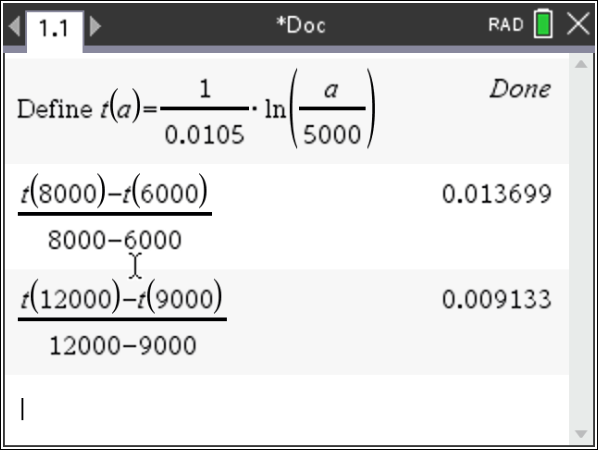 1.1 *Doc RAD
Define t(a)=1/0.0105·ln(a/5000) Done
t(8000)−t(6000)
8000−6000
0.013699
t(12000)−t(9000)
12000−9000
0.009133